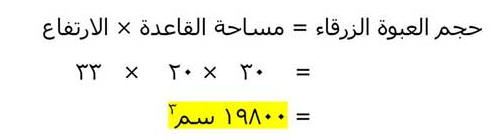 حجم العبوة الزرقاء = مساحة القاعدة × الارتفاع
= ٣٠ × ٢٠ × ٣٣
= ١٩٨٠٠ سم٣